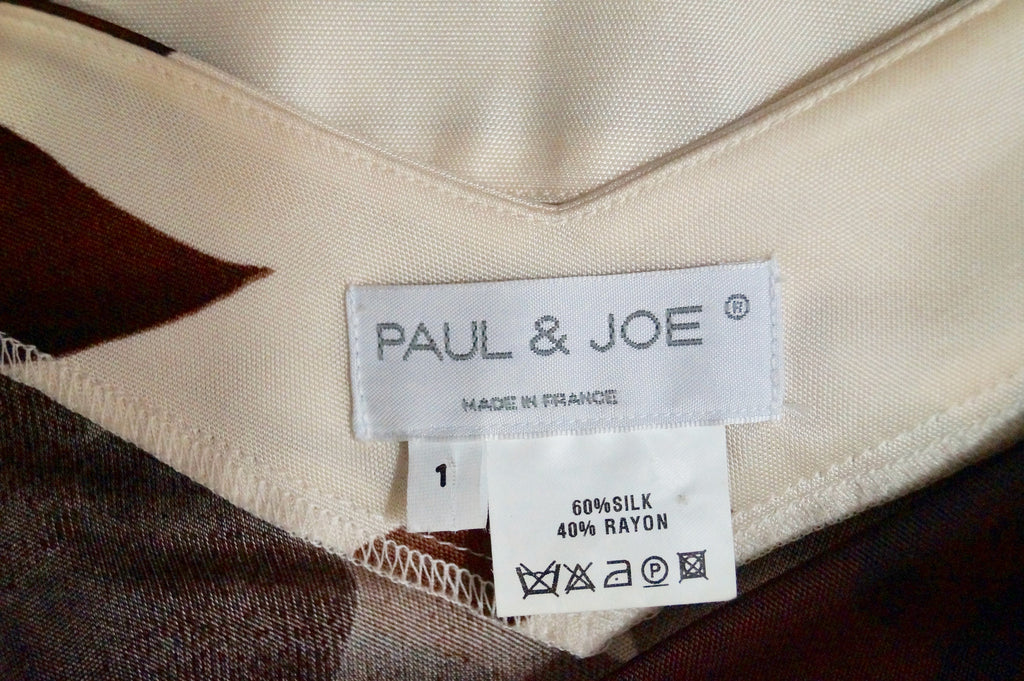 PAUL & JOE ®
MADE IN FRANCE
1
60%SILK
40% RAYON
P